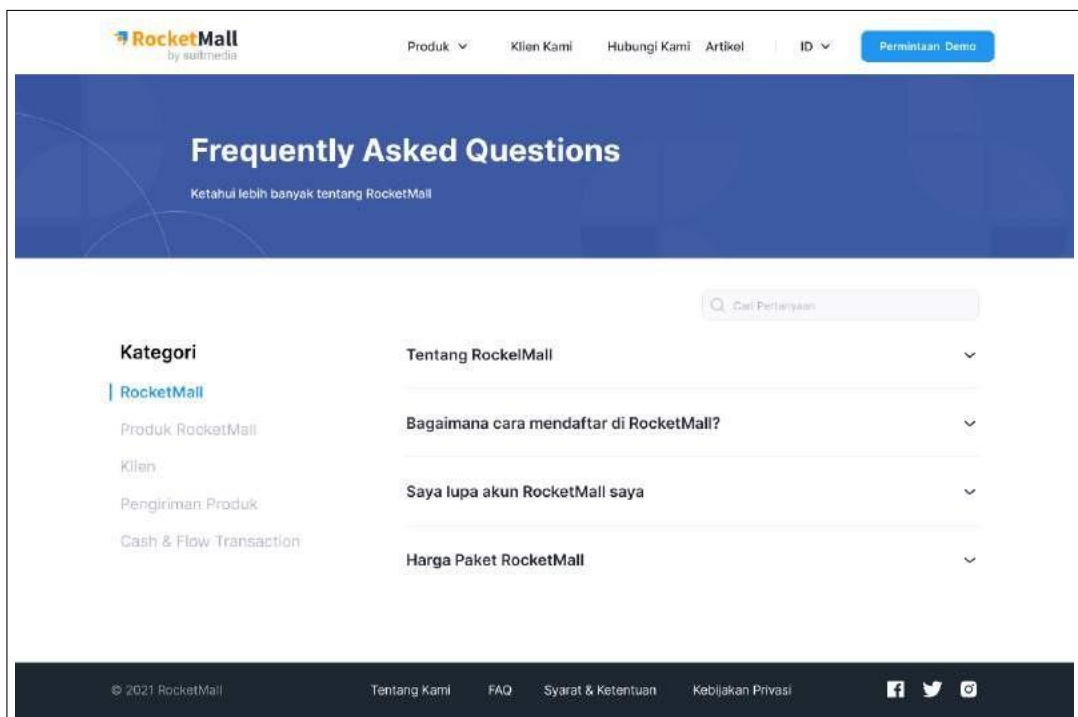 RocketMall
by suitmedia
Produk
Klien Kami
Hubungi Kami
Artikel
ID
Permintaan Demo
Frequently Asked Questions
Ketahui lebih banyak tentang RocketMall
Cari Pertanyaan
Kategori
RocketMall
Produk RocketMall
Klien
Pengiriman Produk
Cash & Flow Transaction
Tentang RockelMall
Bagaimana cara mendaftar di RocketMall?
Saya lupa akun RocketMall saya
Harga Paket RocketMall
© 2021 RocketMall
Tentang Kami
FAQ
Syarat & Ketentuan
Kebijakan Privasi